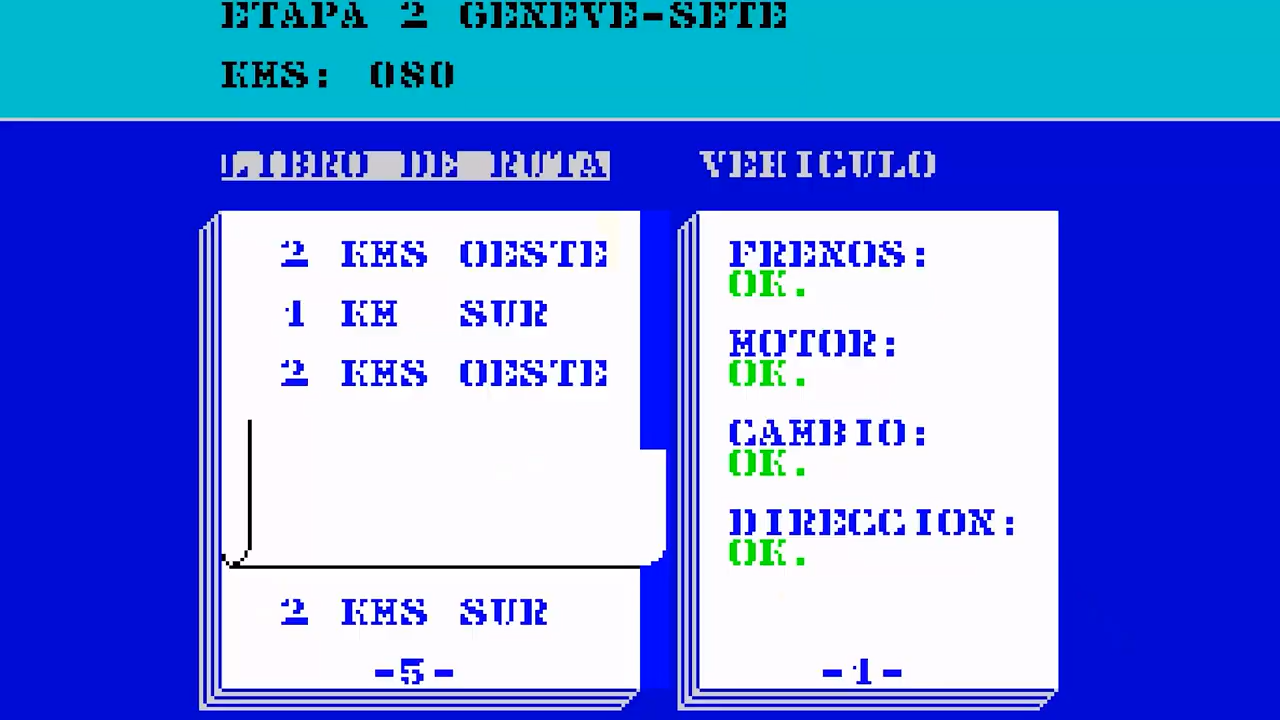 ETAPA 2 GENEVE-SETE
KMS: 080
LIBRO DE RUTA
2 KMS OESTE
1 KM SUR
2 KMS OESTE
2 KMS SUR
-5-
VEHICULO
FRENOS:
OK.
MOTOR:
OK.
CAMBIO:
OK.
DIRECCION:
OK.
-1-